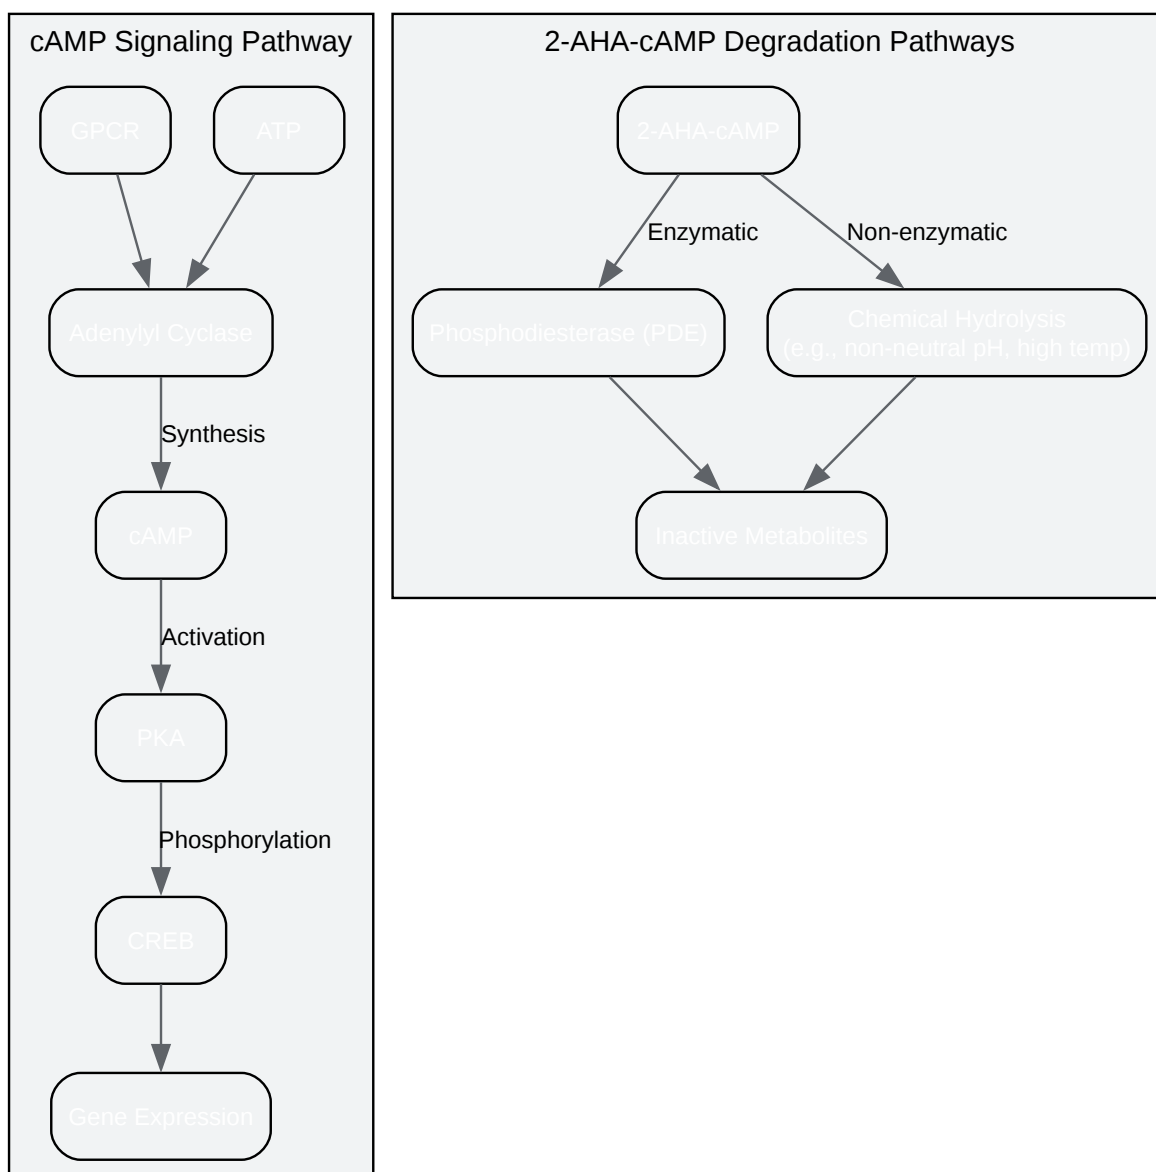 cAMP Signaling Pathway
GPCR
ATP
Adenylyl Cyclase
Synthesis
cAMP
Activation
PKA
Phosphorylation
CREB
Gene Expression
2-AHA-cAMP Degradation Pathways
2-AHA-cAMP
Enzymatic
Non-enzymatic
Phosphodiesterase (PDE)
Chemical Hydrolysis
(e.g., non-neutral pH, high temp)
Inactive Metabolites